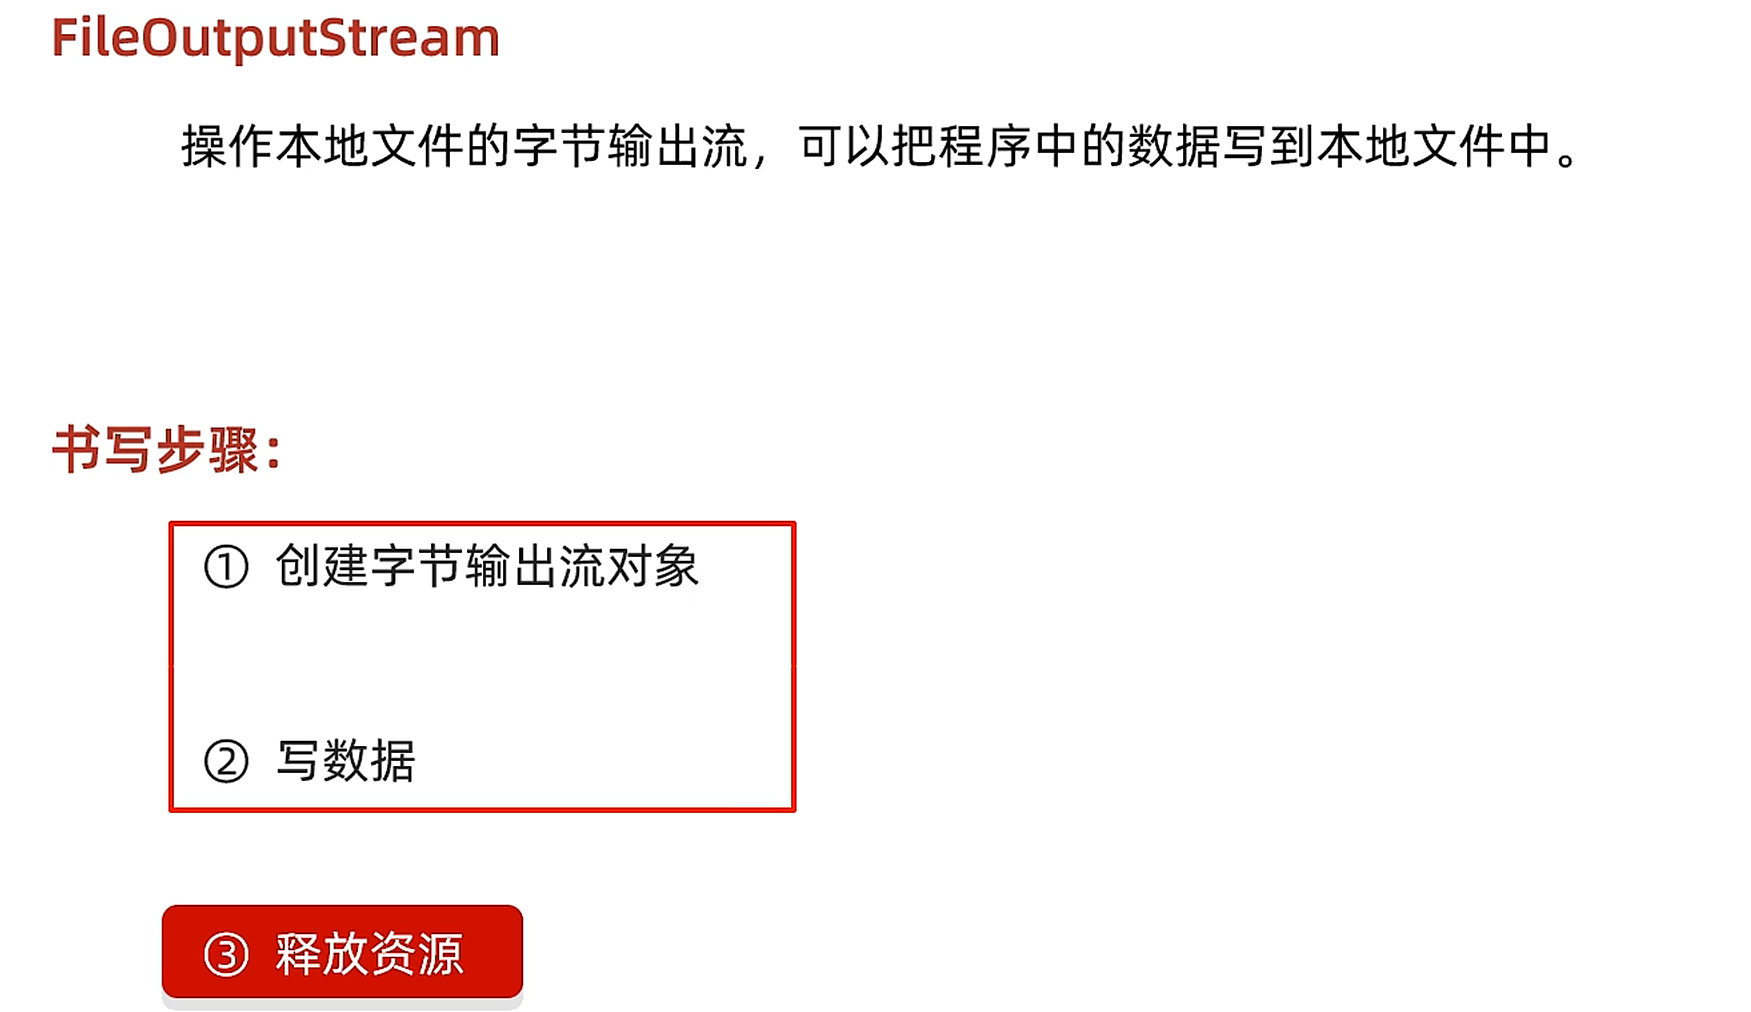 FileOutputStream
操作本地文件的字节输出流，可以把程序中的数据写到本地文件中。
书写步骤：
① 创建字节输出流对象
② 写数据
③ 释放资源